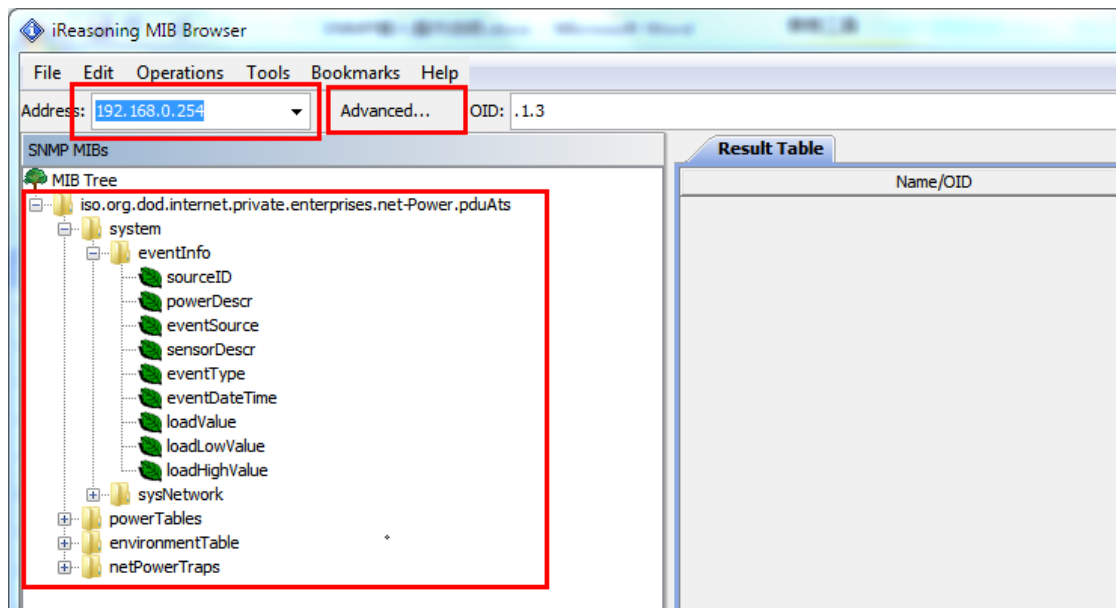 iReasoning MIB Browser
File Edit Operations Tools Bookmarks Help
Address: 192.168.0.254 Advanced... OID: .1.3
SNMP MIBs
Result Table
MIB Tree
Name/OID
iso.org.dod.internet.private.enterprises.net-Power.pduAts
system
eventInfo
sourceID
powerDescr
eventSource
sensorDescr
eventType
eventDateTime
loadValue
loadLowValue
loadHighValue
sysNetwork
powerTables
environmentTable
netPowerTraps